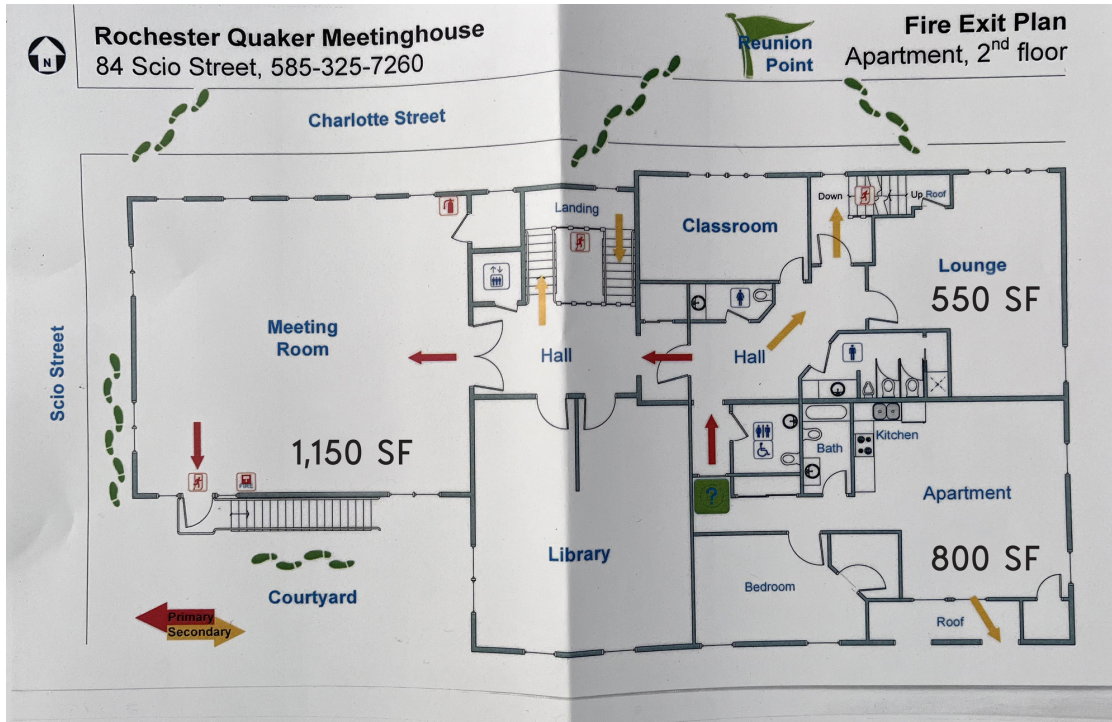 Rochester Quaker Meetinghouse
84 Scio Street, 585-325-7260
Reunion
Point
Fire Exit Plan
Apartment, 2nd floor
N
Charlotte Street
Scio Street
Landing
Classroom
Down
Up
Roof
Lounge
550 SF
Meeting
Room
1,150 SF
Hall
Hall
FIRE
Kitchen
Bath
?
Apartment
800 SF
Library
Bedroom
Roof
Courtyard
Primary
Secondary